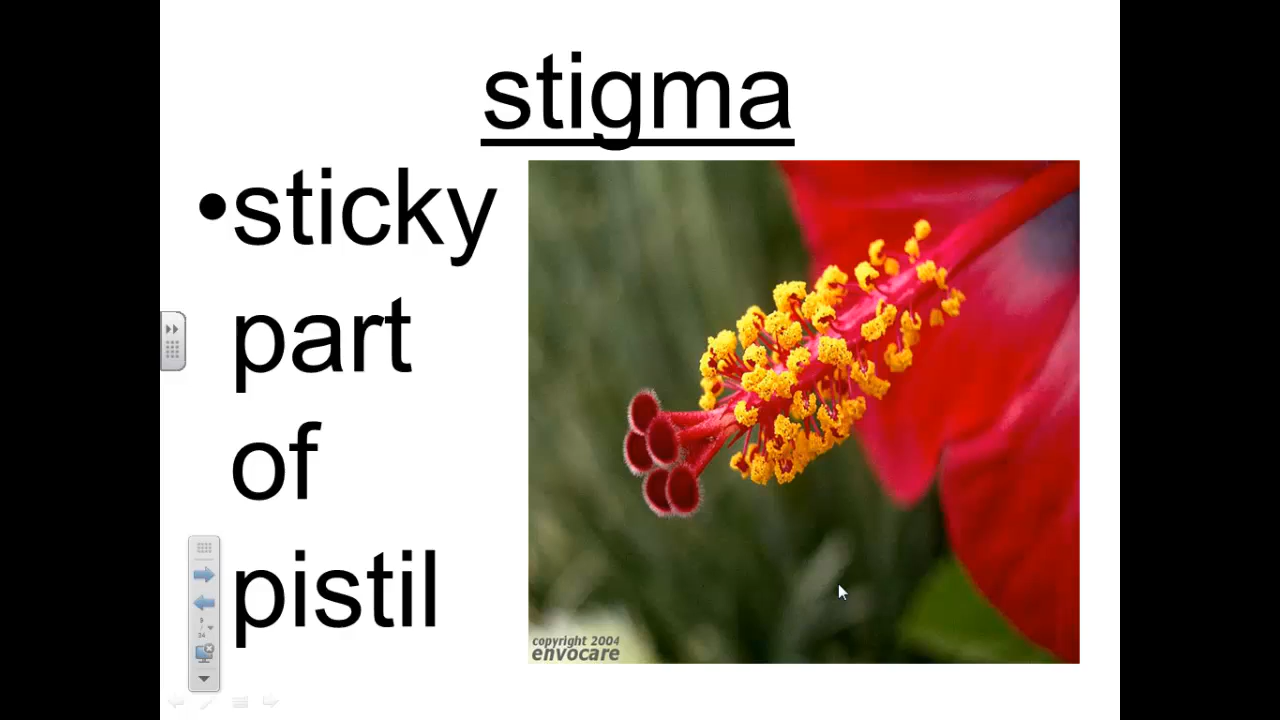 stigma
•sticky
part
of
pistil
copyright 2004
envocare